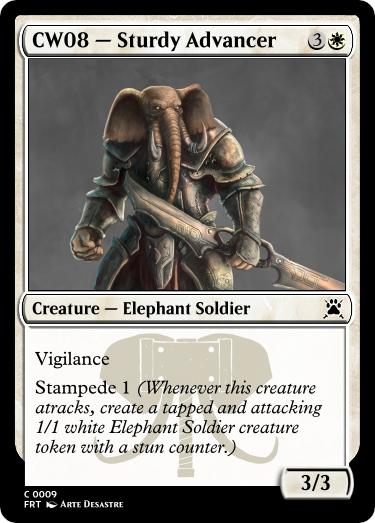 CW08 — Sturdy Advancer 3
Creature — Elephant Soldier
Vigilance
Stampede 1 (Whenever this creature
atracks, create a tapped and attacking
1/1 white Elephant Soldier creature
token with a stun counter.)
3/3
C 0009
FRT Arte Desastre